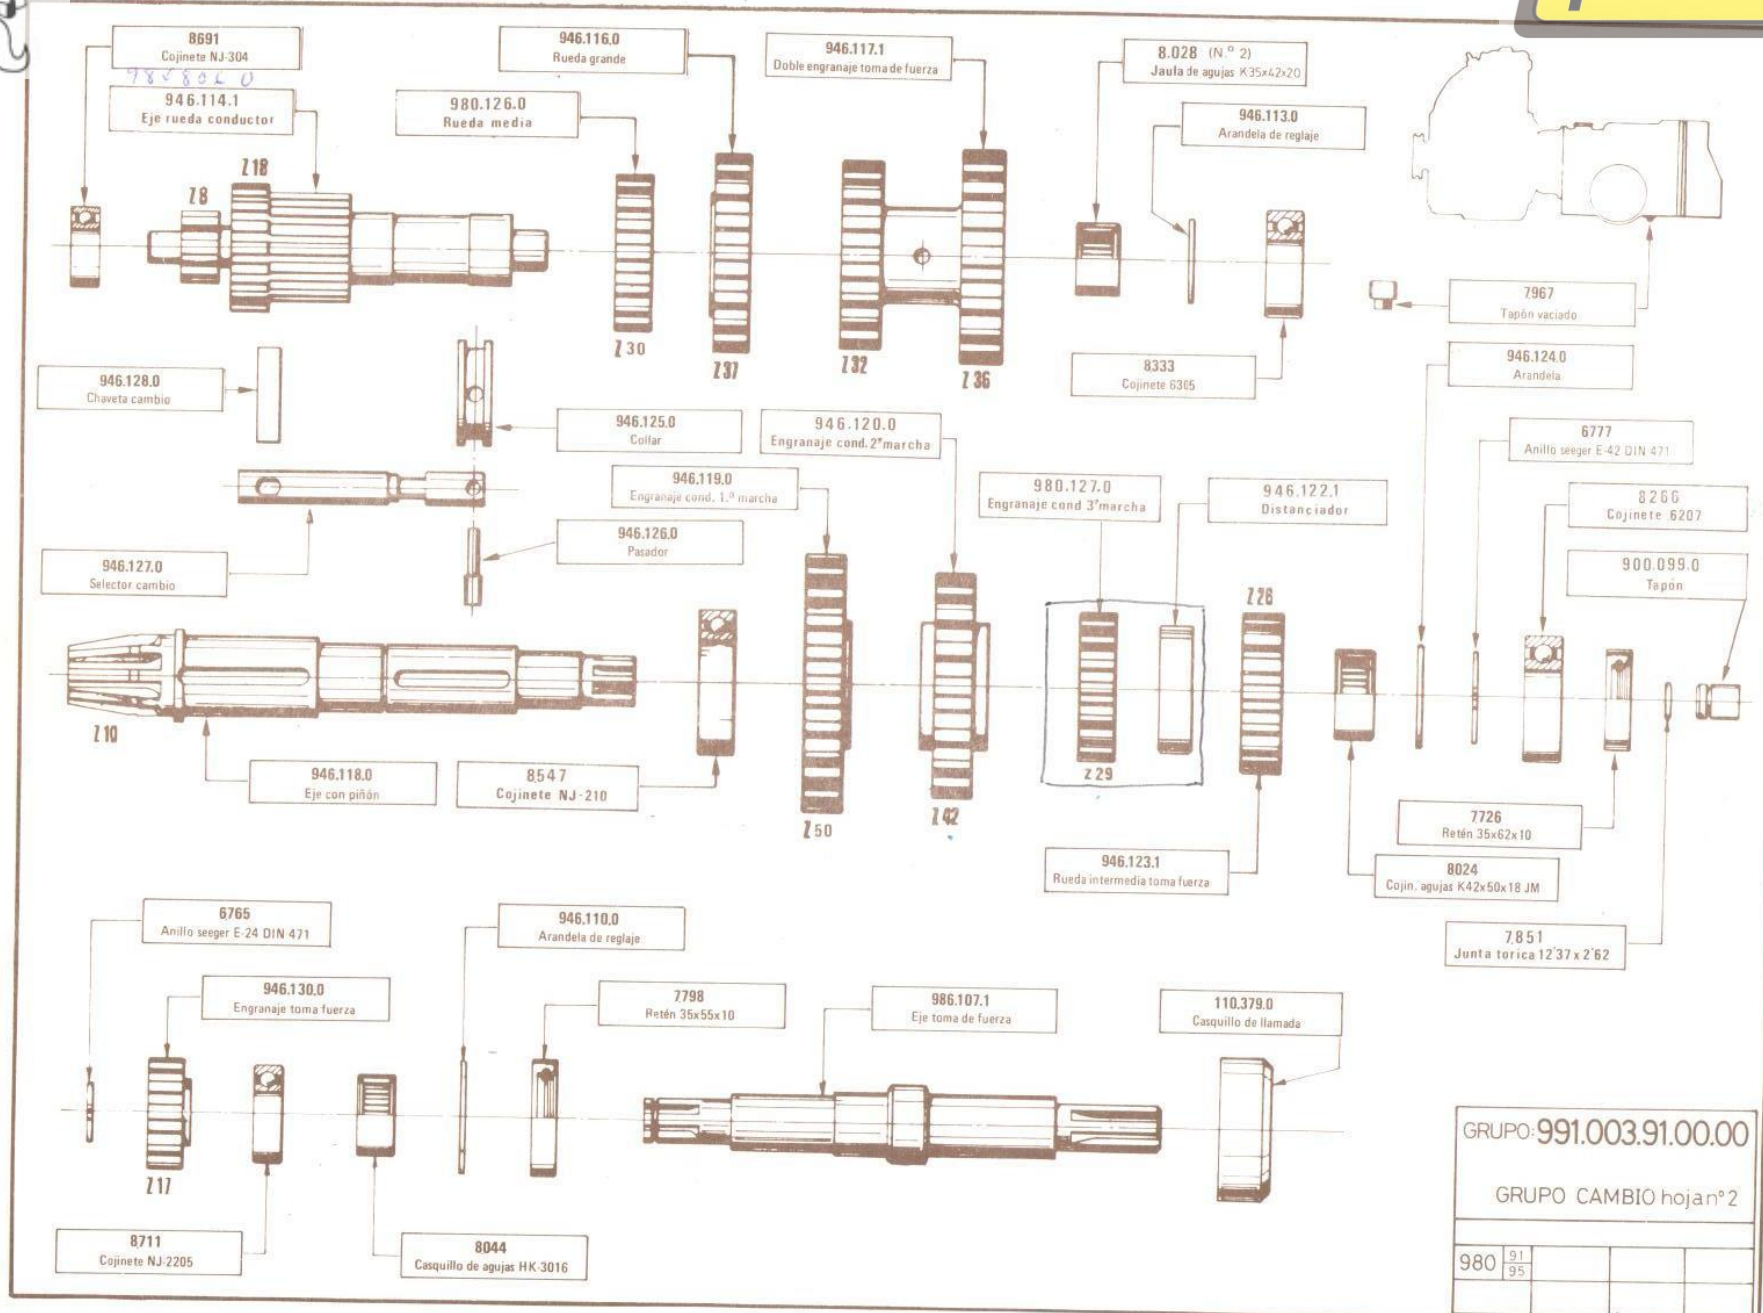 8691
Cojinete NJ-304
946.114.1
Eje rueda conductor
946.116.0
Rueda grande
980.126.0
Rueda media
946.117.1
Doble engranaje toma de fuerza
8.028 (N.º 2)
Jaula de agujas K35x42x20
946.113.0
Arandela de reglaje
Z8
Z18
Z30
Z37
Z32
Z36
8333
Cojinete 6305
7967
Tapón vaciado
946.124.0
Arandela
946.128.0
Chaveta cambio
946.125.0
Collar
946.120.0
Engranaje cond. 2ªmarcha
6777
Anillo seeger E-42 DIN 471
946.119.0
Engranaje cond. 1.ª marcha
980.127.0
Engranaje cond 3ªmarcha
946.122.1
Distanciador
8266
Cojinete 6207
946.127.0
Selector cambio
946.126.0
Pasador
900.099.0
Tapón
Z10
Z50
Z42
Z29
Z26
946.118.0
Eje con piñón
8547
Cojinete NJ-210
946.123.1
Rueda intermedia toma fuerza
7726
Retén 35x62x10
8024
Cojin. agujas K42x50x18 JM
7.851
Junta torica 12'37 x 2'62
6765
Anillo seeger E-24 DIN 471
946.110.0
Arandela de reglaje
946.130.0
Engranaje toma fuerza
7798
Retén 35x55x10
986.107.1
Eje toma de fuerza
110.379.0
Casquillo de llamada
Z17
8711
Cojinete NJ-2205
8044
Casquillo de agujas HK-3016
GRUPO: 991.003.91.00.00
GRUPO CAMBIO hoja nº 2
980 91
95